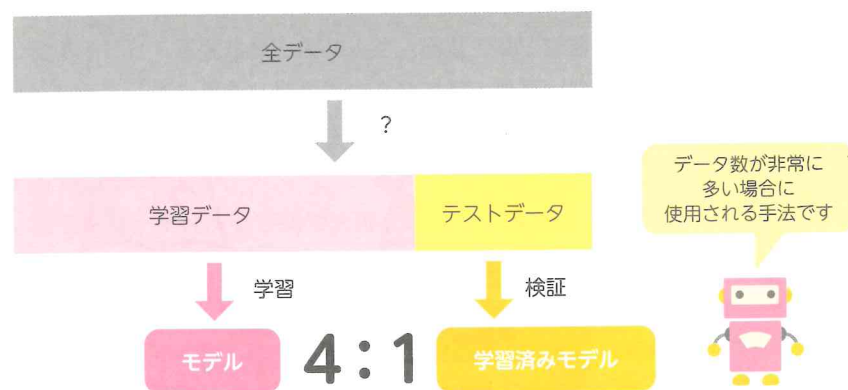 全データ
?
学習データ
テストデータ
データ数が非常に
多い場合に
使用される手法です
学習
検証
モデル
4:1
学習済みモデル